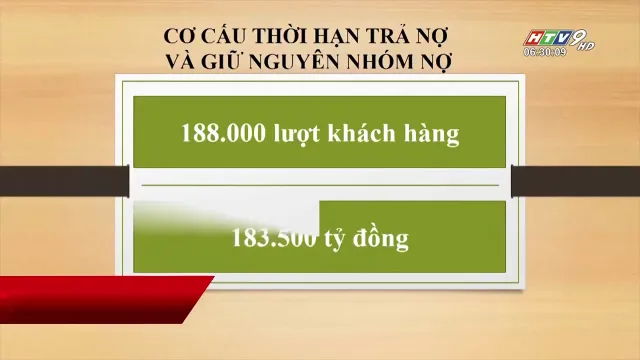 CƠ CẤU THỜI HẠN TRẢ NỢ
VÀ GIỮ NGUYÊN NHÓM NỢ
HTV9 HD
06:30:09
188.000 lượt khách hàng
183.500 tỷ đồng